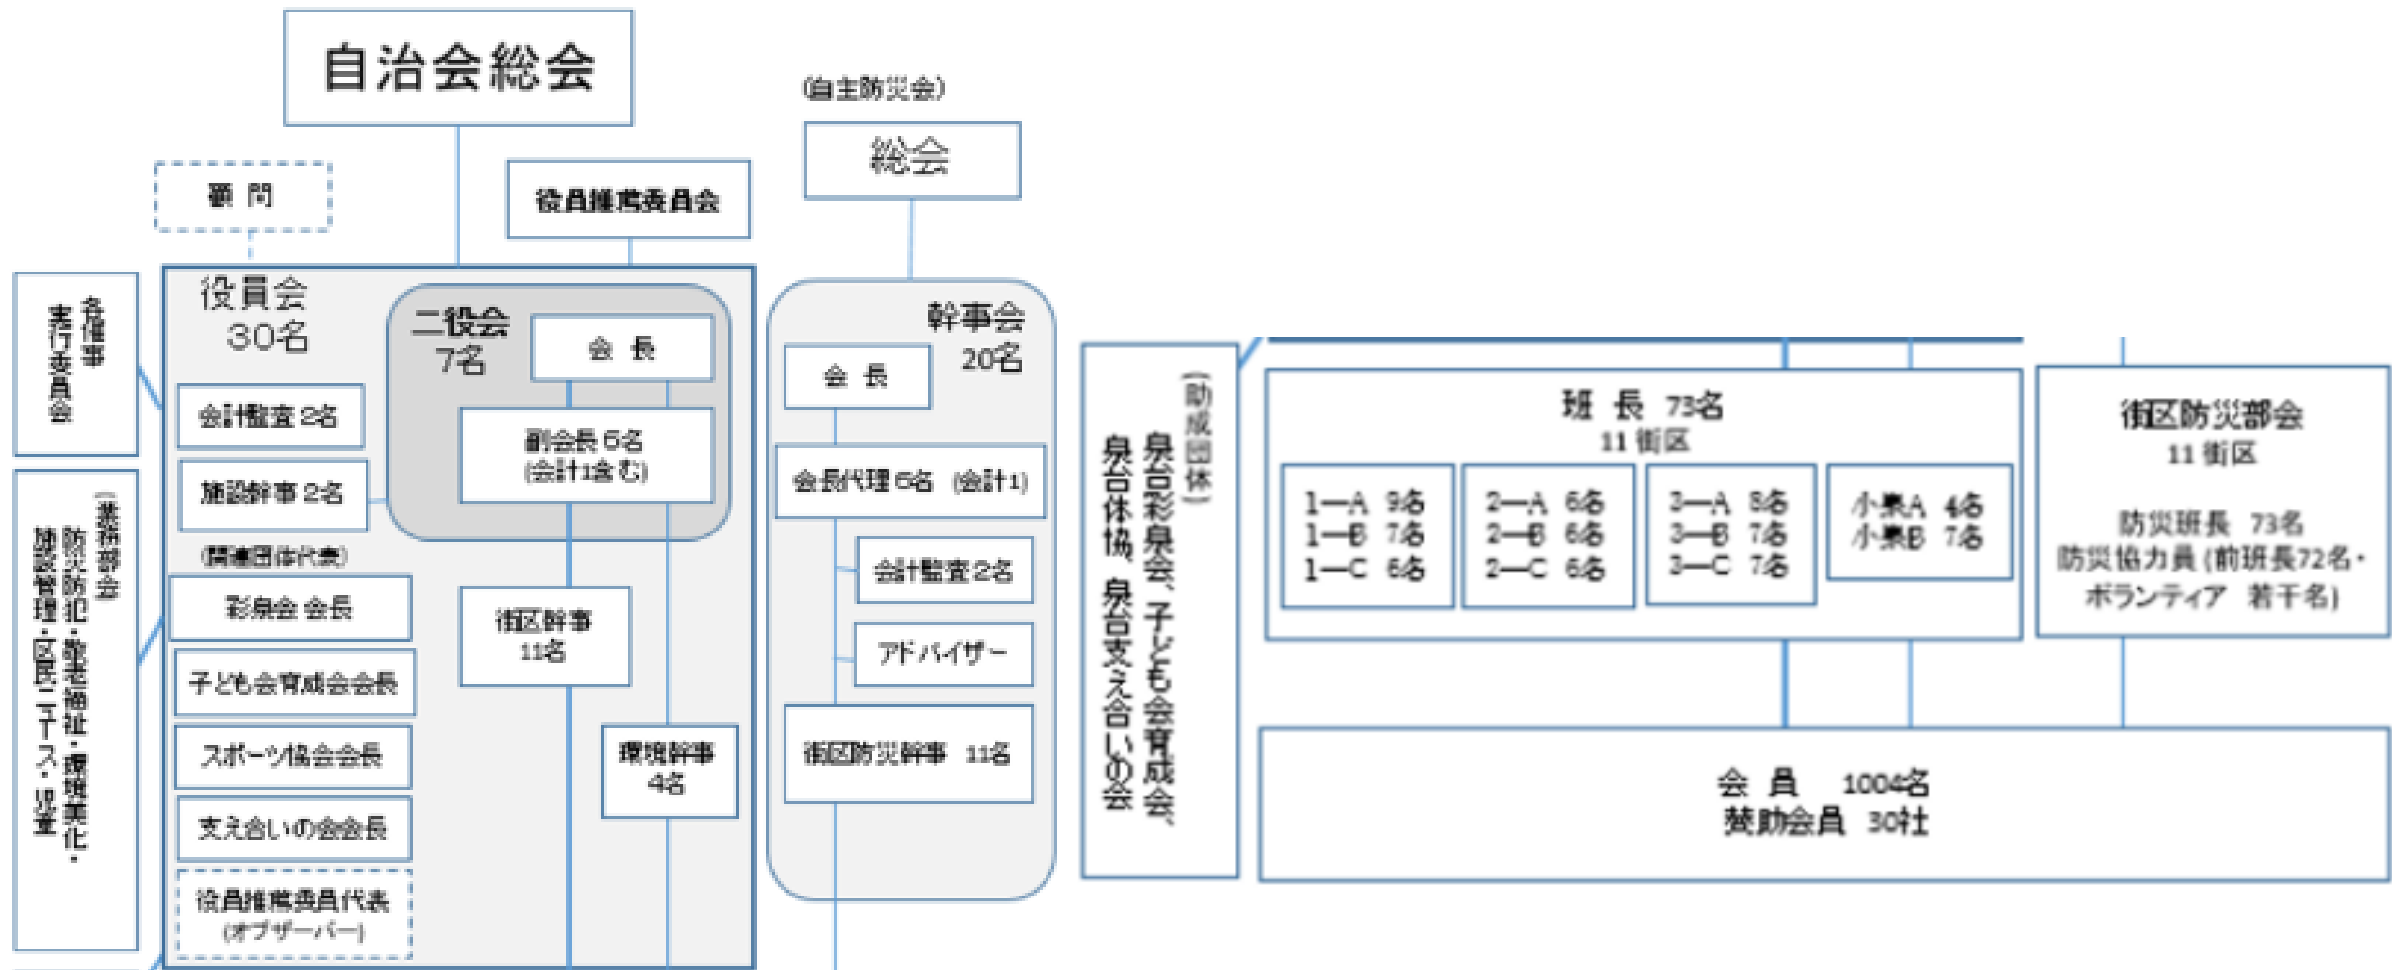 自治会総会
(自主防災会)
総会
顧 問
役員推薦委員会
各催事
実行委員会
役員会
30名
二役会
7名
会 長
副会長 6名
(会計1含む)
会計監査 2名
施設幹事 2名
(関連団体代表)
彩泉会 会長
子ども会育成会会長
スポーツ協会会長
支え合いの会会長
役員推薦委員代表
(オブザーバー)
街区幹事
11名
環境幹事
4名
(業務部会)
防災防犯・敬老福祉・環境美化・
施設管理・区民ニュース・児童
幹事会
20名
会 長
会長代理 6名 (会計1)
会計監査 2名
アドバイザー
街区防災幹事 11名
(助成団体)
泉台彩泉会、子ども会育成会、
泉台体協、泉台支え合いの会
班 長 73名
11 街区
1―A 9名
1―B 7名
1―C 6名
2―A 6名
2―B 6名
2―C 6名
3―A 8名
3―B 7名
3―C 7名
小泉A 4名
小泉B 7名
街区防災部会
11 街区
防災班長 73名
防災協力員 (前班長72名・
ボランティア 若干名)
会 員 1004名
賛助会員 30社